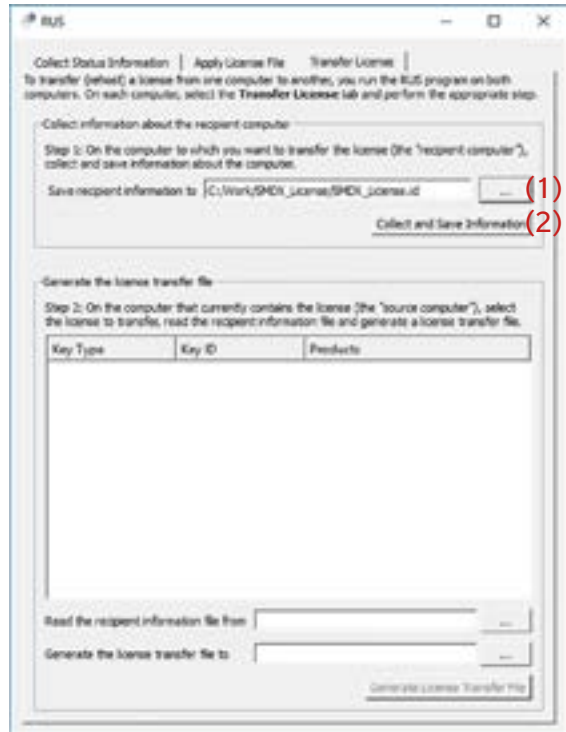 RUS
Collect Status Information Apply License File Transfer License
To transfer (rehost) a license from one computer to another, you run the RUS program on both
computers. On each computer, select the Transfer License tab and perform the appropriate step.
Collect information about the recipient computer
Step 1: On the computer to which you want to transfer the license (the "recipient computer"),
collect and save information about the computer.
Save recipient information to C:/Work/SMDX_License/SMDX_License.id ... (1)
Collect and Save Information (2)
Generate the license transfer file
Step 2: On the computer that currently contains the license (the "source computer"), select
the license to transfer, read the recipient information file and generate a license transfer file.
Key Type Key ID Products
Read the recipient information file from ...
Generate the license transfer file to ...
Generate License Transfer File